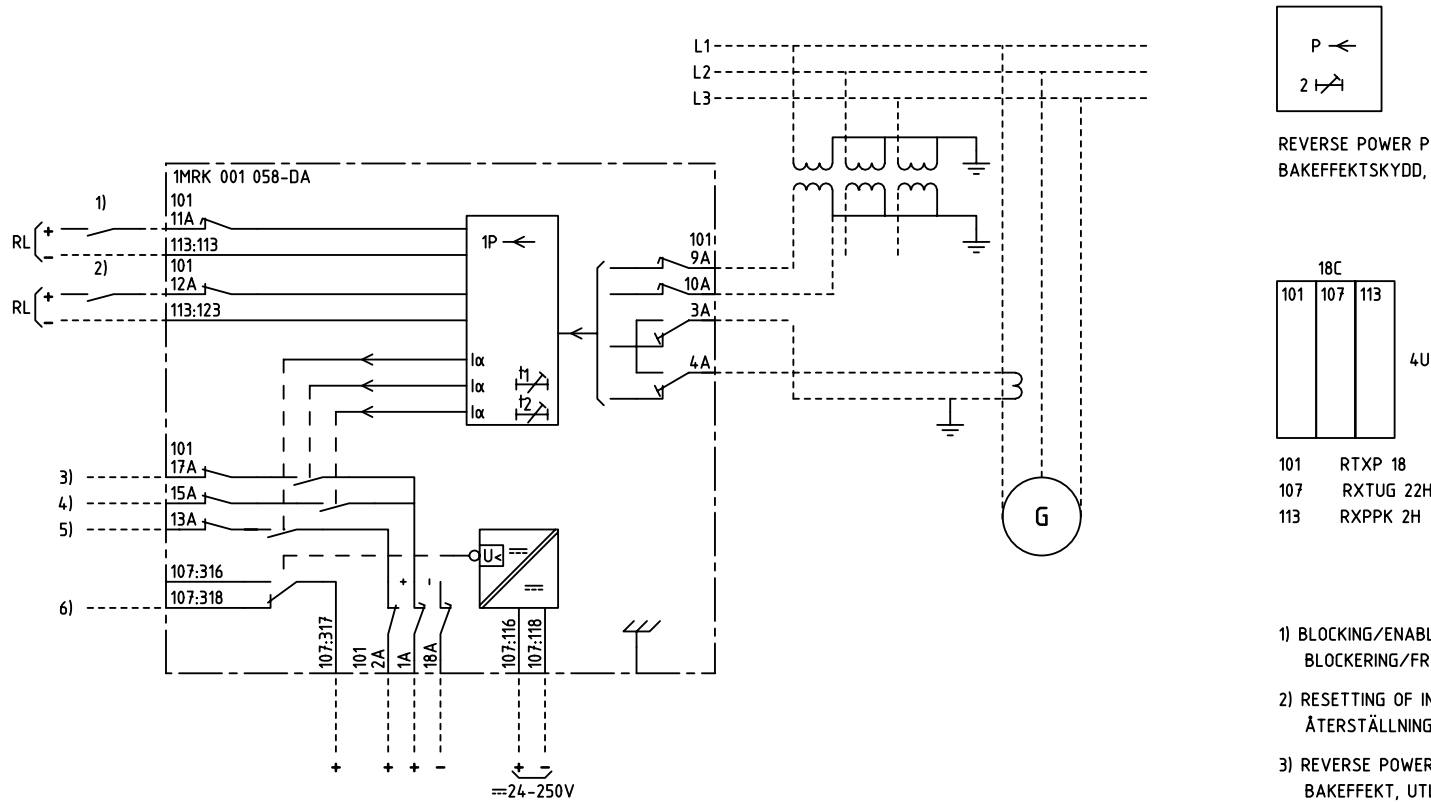 L1
L2
L3
P
2
REVERSE POWER P
BAKEFFEKTSKYDD,
1MRK 001 058-DA
1)
101
11A
RL
+
−
113:113
2)
101
12A
RL
+
−
113:123
1P
101
9A
10A
3A
4A
Iα
Iα
Iα
t1
t2
18C
101 107 113
4U
101 RTXP 18
107 RXTUG 22H
113 RXPPK 2H
101
3)
17A
4)
15A
5)
13A
G
U<
107:316
6)
107:318
+
-
107:317
101
2A
1A
18A
107:116
107:118
+ + + −
+ −
24-250V
1) BLOCKING/ENABL
BLOCKERING/FR
2) RESETTING OF IN
ÅTERSTÄLLNING
3) REVERSE POWER
BAKEFFEKT, UTL